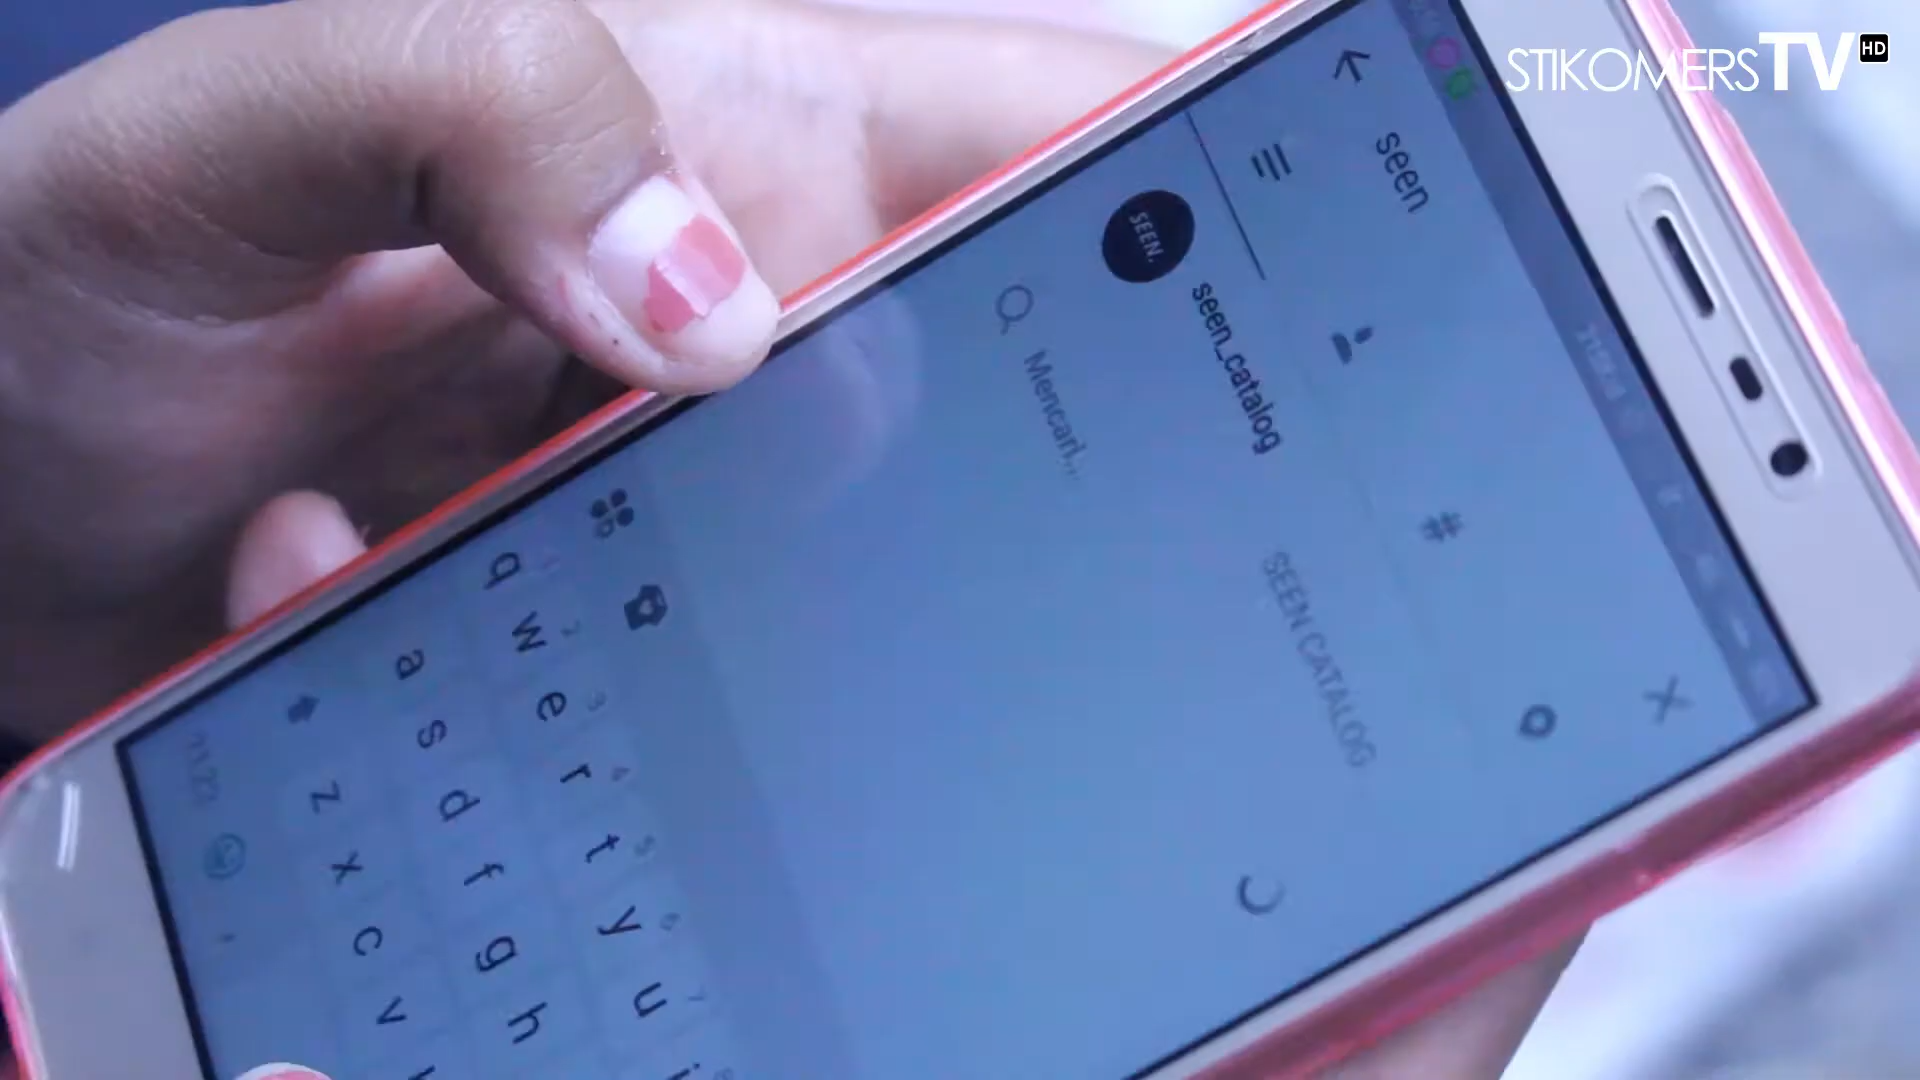 STIKOMERSTV HD
seen
#
SEEN.
seen_catalog
SEEN CATALOG
Mencari...
q w e r t y u i
a s d f g h
z x c v